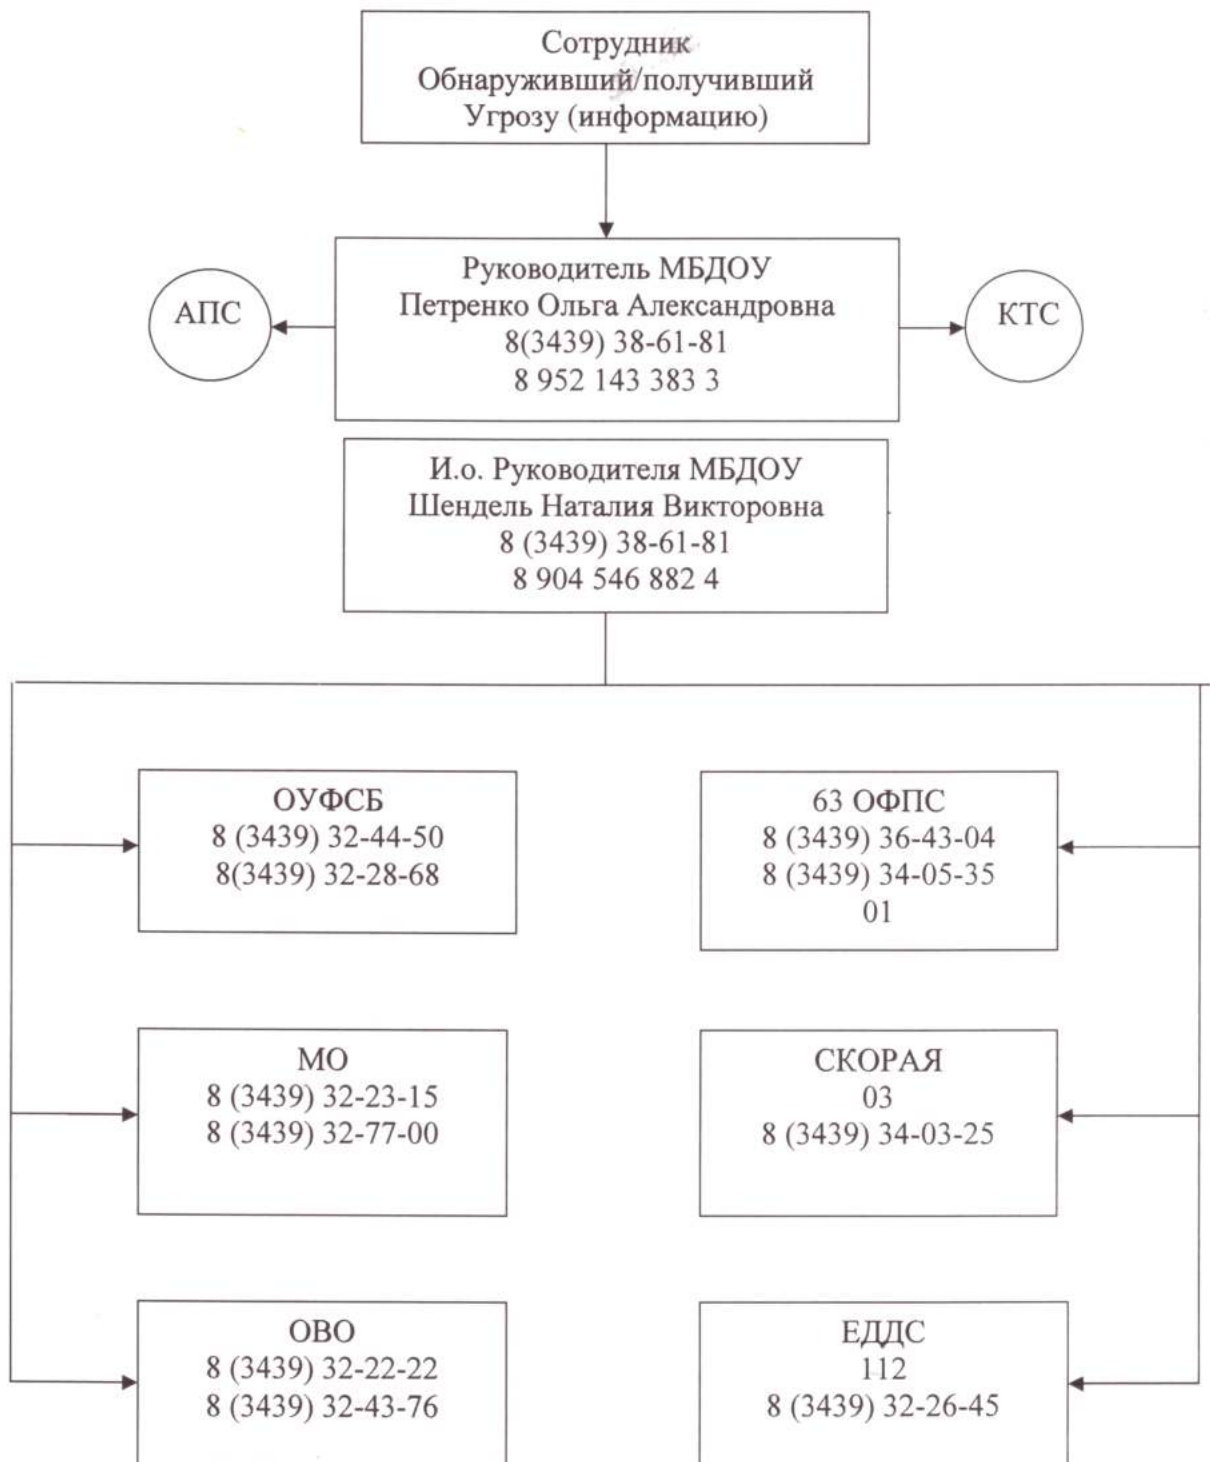 Сотрудник
Обнаруживший/получивший
Угрозу (информацию)
АПС
Руководитель МБДОУ
Петренко Ольга Александровна
8(3439) 38-61-81
8 952 143 383 3
КТС
И.о. Руководителя МБДОУ
Шендель Наталия Викторовна
8 (3439) 38-61-81
8 904 546 882 4
ОУФСБ
8 (3439) 32-44-50
8(3439) 32-28-68
63 ОФПС
8 (3439) 36-43-04
8 (3439) 34-05-35
01
МО
8 (3439) 32-23-15
8 (3439) 32-77-00
СКОРАЯ
03
8 (3439) 34-03-25
ОВО
8 (3439) 32-22-22
8 (3439) 32-43-76
ЕДДС
112
8 (3439) 32-26-45